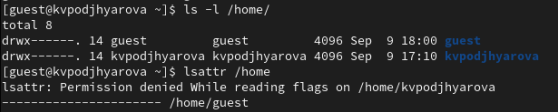 [guest@kvpodjhyarova ~]$ ls -l /home/
total 8
drwx------. 14 guest        guest        4096 Sep  9 18:00 guest
drwx------. 14 kvpodjhyarova kvpodjhyarova 4096 Sep  9 17:10 kvpodjhyarova
[guest@kvpodjhyarova ~]$ lsattr /home
lsattr: Permission denied While reading flags on /home/kvpodjhyarova
---------------------- /home/guest